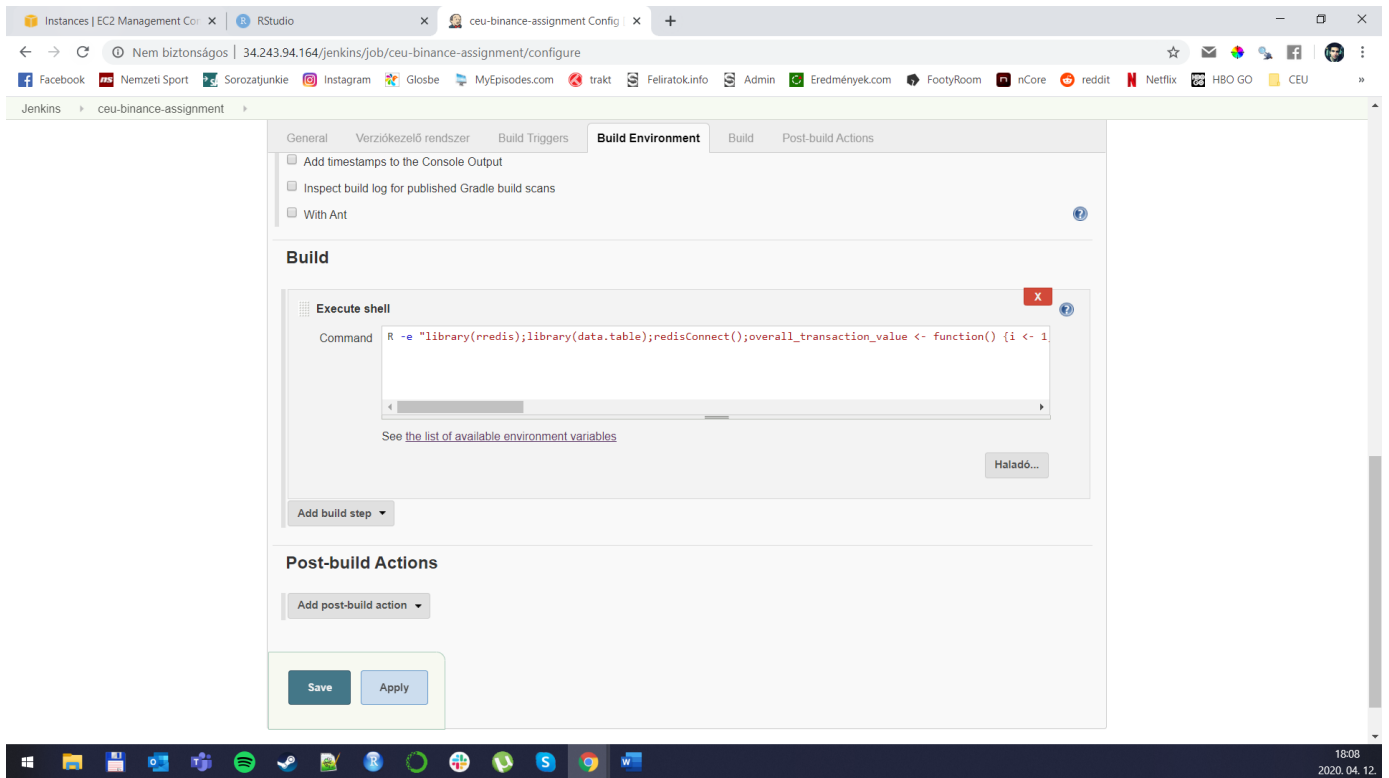 Instances | EC2 Management Con
RStudio
ceu-binance-assignment Config
Nem biztonságos | 34.243.94.164/jenkins/job/ceu-binance-assignment/configure
Facebook
Nemzeti Sport
Sorozatjunkie
Instagram
Glosbe
MyEpisodes.com
trakt
Feliratok.info
Admin
Eredmények.com
FootyRoom
nCore
reddit
Netflix
HBO GO
CEU
»
Jenkins
ceu-binance-assignment
General
Verziókezelő rendszer
Build Triggers
Build Environment
Build
Post-build Actions
Add timestamps to the Console Output
Inspect build log for published Gradle build scans
With Ant
Build
X
Execute shell
Command
R -e "library(rredis);library(data.table);redisConnect();overall_transaction_value <- function() {i <- 1
See the list of available environment variables
Haladó...
Add build step
Post-build Actions
Add post-build action
Save
Apply
18:08
2020. 04. 12.